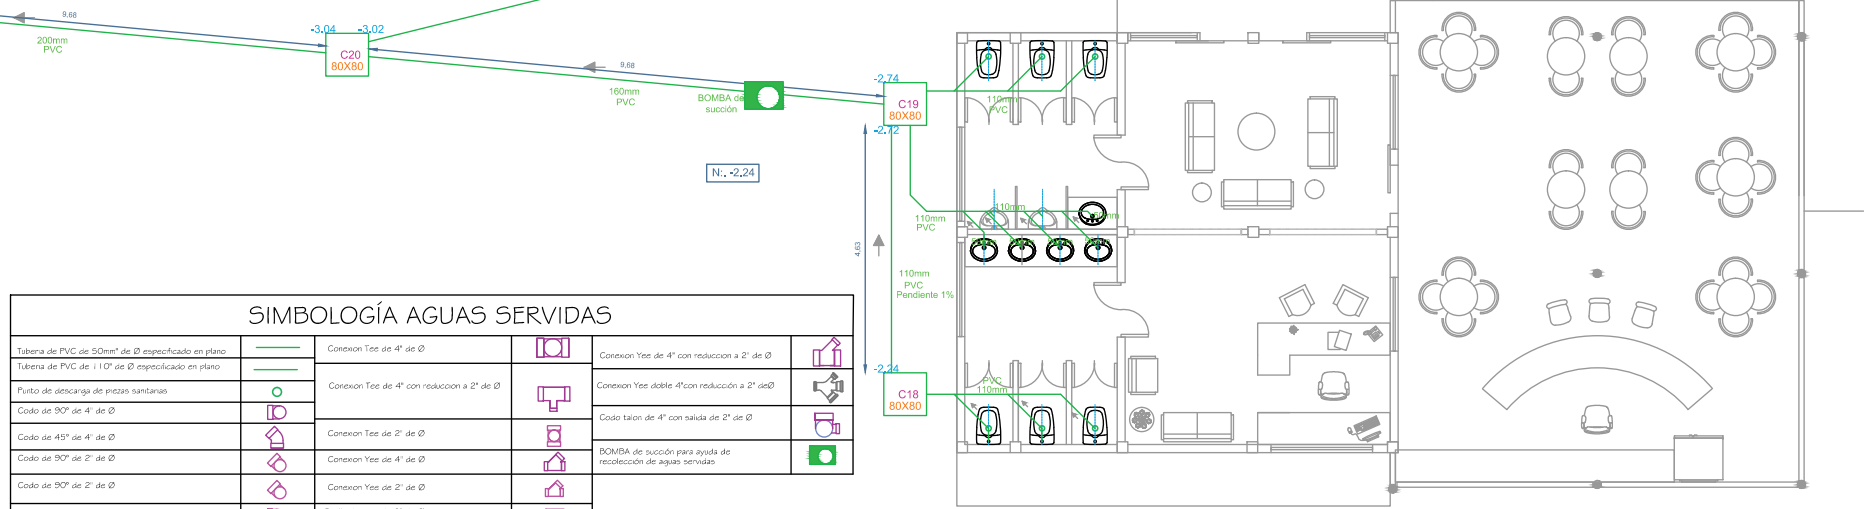 9.68
200mm
PVC
-3.04
-3.02
C20
80X80
9,68
160mm
PVC
BOMBA de
succión
-2.74
C19
80X80
-2.72
110mm
PVC
N:. -2.24
110mm
110mm
PVC
4.63
110mm
PVC
Pendiente 1%
-2.24
C18
80X80
PVC
110mm
SIMBOLOGÍA AGUAS SERVIDAS
Tuberia de PVC de 50mm" de Ø especificado en plano
Tuberia de PVC de 110" de Ø especificado en plano
Punto de descarga de piezas sanitarias
Codo de 90° de 4" de Ø
Codo de 45° de 4" de Ø
Codo de 90° de 2" de Ø
Codo de 90° de 2" de Ø
Conexion Tee de 4" de Ø
Conexion Tee de 4" con reduccion a 2" de Ø
Conexion Tee de 2" de Ø
Conexion Yee de 4" de Ø
Conexion Yee de 2" de Ø
Conexion Yee de 4" con reduccion a 2" de Ø
Conexion Yee doble 4"con reducción a 2" deØ
Codo talon de 4" con salida de 2" de Ø
BOMBA de succión para ayuda de
recolección de aguas servidas